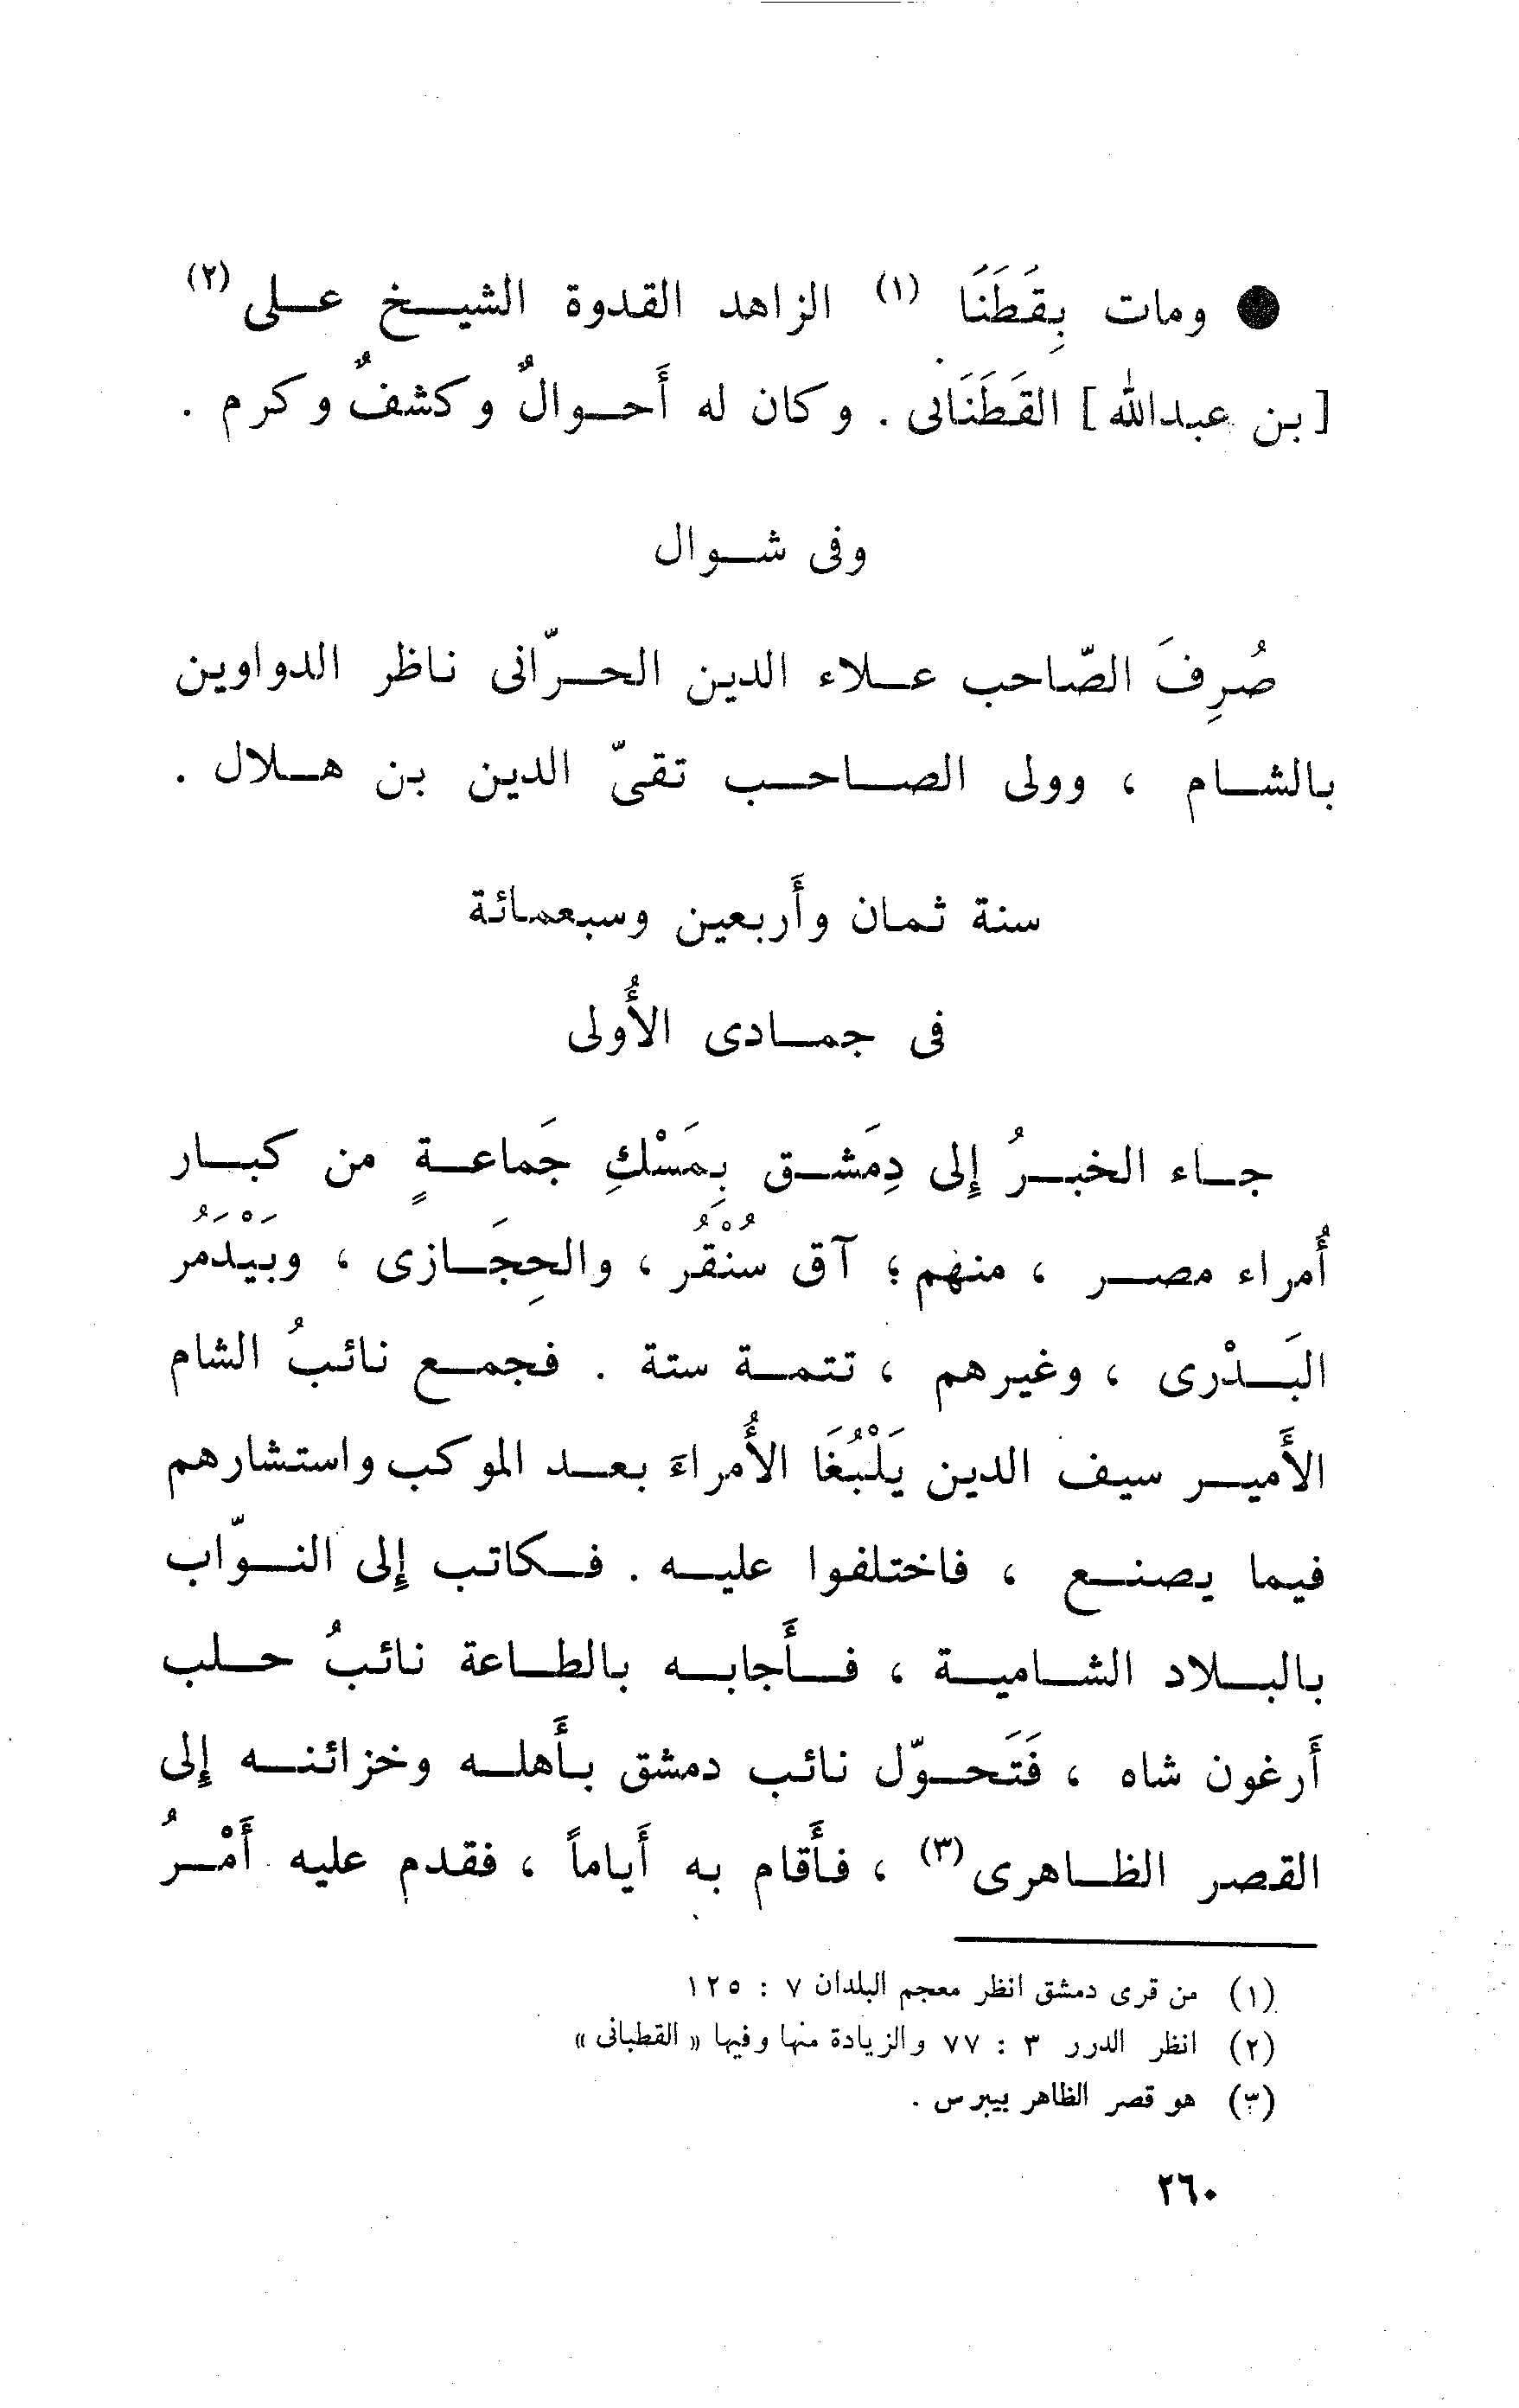 ● ومات بِقَطَنَا (١) الزاهد القدوة الشيخ على (٢)
[بن عبدالله] القَطَنَانى . وكان له أَحوالٌ وكشفٌ وكرم .
وفى شوال
صُرِفَ الصّاحب علاء الدين الحرّانى ناظر الدواوين
بالشام ، وولى الصاحب تقىّ الدين بن هلال .
سنة ثمان وأَربعين وسبعمائة
فى جمادى الأُولى
جاء الخبرُ إِلى دِمَشق بِمَسْكِ جَماعةٍ من كبار
أُمراء مصر ، منهم ؛ آق سُنْقُر ، والحِجَازى ، وبَيْدَمُر
البَدْرى ، وغيرهم ، تتمة ستة . فجمع نائبُ الشام
الأَمير سيف الدين يَلْبُغَا الأُمراءَ بعد الموكب واستشارهم
فيما يصنع ، فاختلفوا عليه . فكاتب إِلى النوّاب
بالبلاد الشامية ، فأَجابه بالطاعة نائبُ حلب
أَرغون شاه ، فَتَحوّل نائب دمشق بأَهله وخزائنه إِلى
القصر الظاهرى (٣) ، فأَقام به أَياماً ، فقدم عليه أَمْرُ
(١) من قرى دمشق انظر معجم البلدان ٧ : ١٢٥
(٢) انظر الدرر ٣ : ٧٧ والزيادة منها وفيها « القطبانى »
(٣) هو قصر الظاهر بيبرس .
٢٦٠